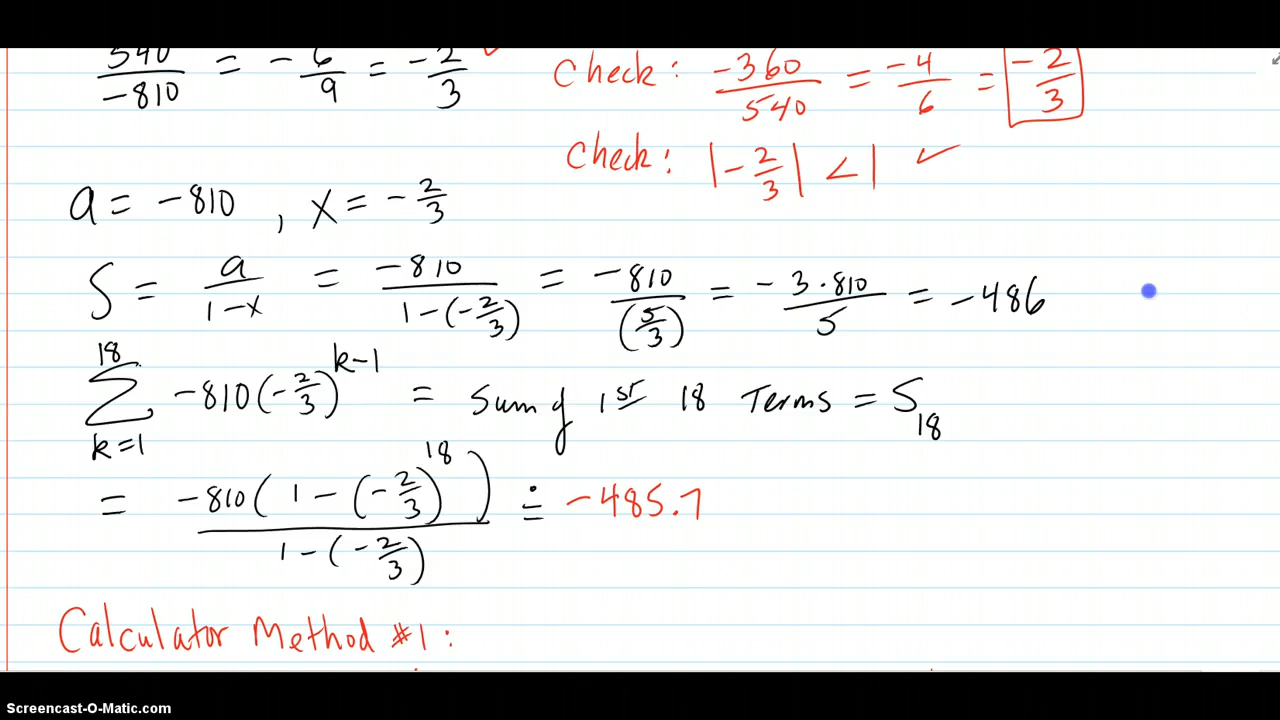 540/-810 = -6/9 = -2/3 ✓
Check: -360/540 = -4/6 = -2/3
Check: |-2/3| < 1 ✓
a = -810, x = -2/3
S = a/(1-x) = -810/(1-(-2/3)) = -810/(5/3) = -3·810/5 = -486
18
∑ -810(-2/3)^(k-1) = Sum of 1st 18 Terms = S_18
k=1
= -810(1-(-2/3)^18)/(1-(-2/3)) ≐ -485.7
Calculator Method #1:
Screencast-O-Matic.com